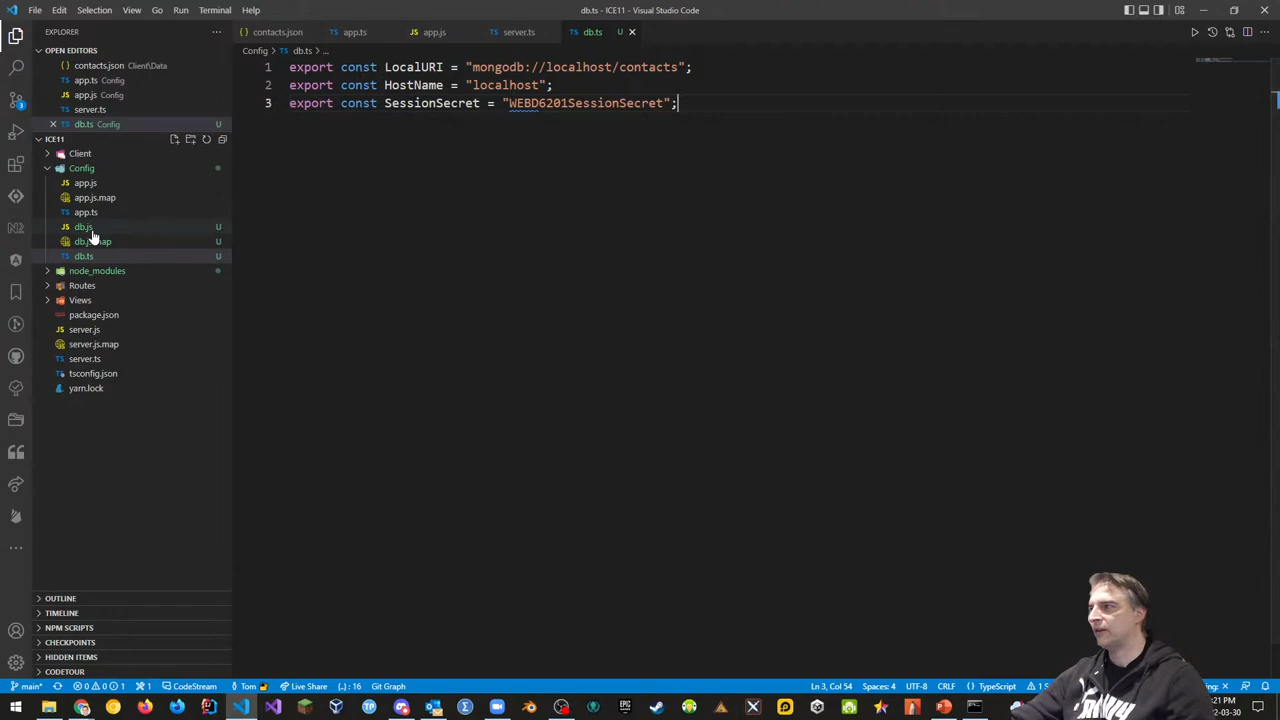 File Edit Selection View Go Run Terminal Help
db.ts - ICE11 - Visual Studio Code
EXPLORER
OPEN EDITORS
contacts.json Client\Data
app.ts Config
app.js Config
server.ts
db.ts Config U
ICE11
Client
Config
app.js
app.js.map
app.ts
db.js U
U
db.ts U
node_modules
Routes
Views
package.json
server.js
server.js.map
server.ts
tsconfig.json
yarn.lock
OUTLINE
TIMELINE
NPM SCRIPTS
CHECKPOINTS
HIDDEN ITEMS
CODETOUR
contacts.json app.ts app.js server.ts db.ts U
Config > db.ts > ...
1 export const LocalURI = "mongodb://localhost/contacts";
2 export const HostName = "localhost";
3 export const SessionSecret = "WEBD6201SessionSecret";
main* 0 0 1 1 CodeStream Tom Live Share {..} : 16 Git Graph
Ln 3, Col 54 Spaces: 4 UTF-8 CRLF TypeScript